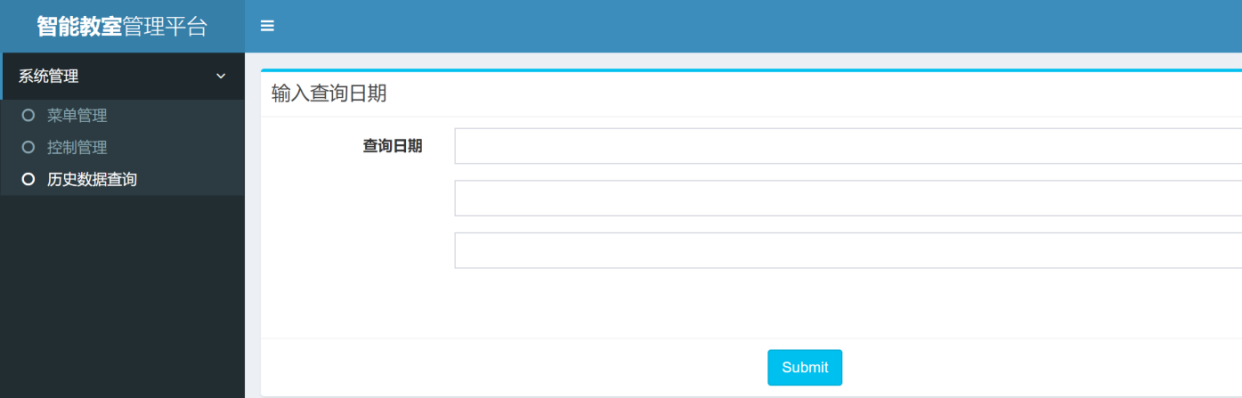 智能教室管理平台
系统管理
菜单管理
控制管理
历史数据查询
输入查询日期
查询日期
Submit